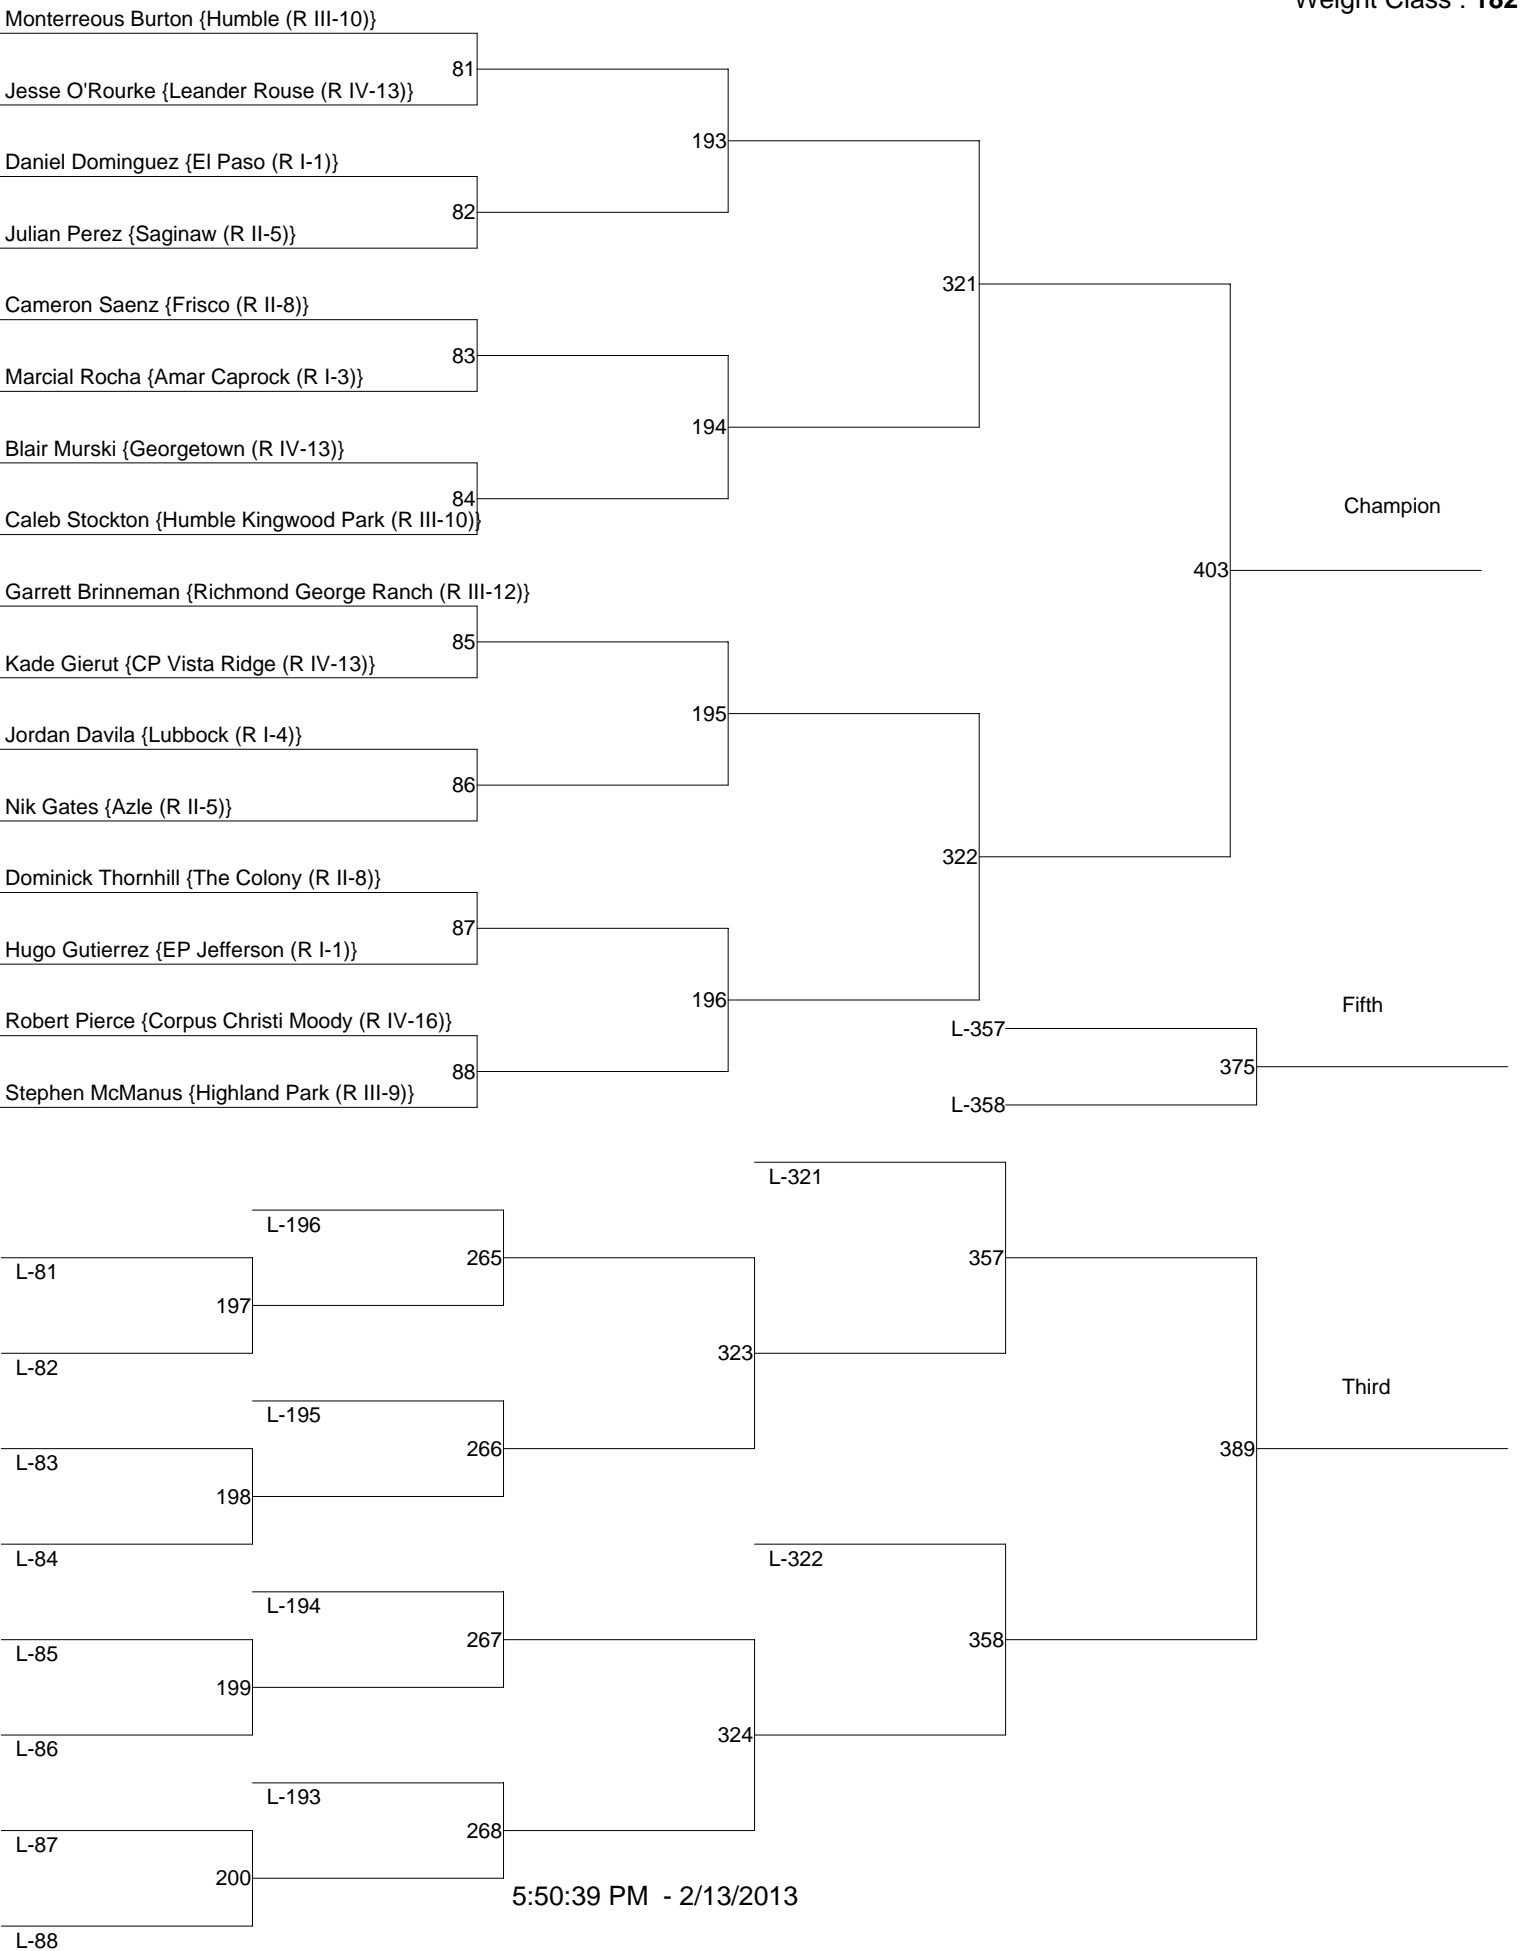 Weight Class : 182
Monterreous Burton {Humble (R III-10)}
81
Jesse O'Rourke {Leander Rouse (R IV-13)}
193
Daniel Dominguez {El Paso (R I-1)}
82
Julian Perez {Saginaw (R II-5)}
321
Cameron Saenz {Frisco (R II-8)}
83
Marcial Rocha {Amar Caprock (R I-3)}
194
Blair Murski {Georgetown (R IV-13)}
84
Caleb Stockton {Humble Kingwood Park (R III-10)}
Champion
403
Garrett Brinneman {Richmond George Ranch (R III-12)}
85
Kade Gierut {CP Vista Ridge (R IV-13)}
195
Jordan Davila {Lubbock (R I-4)}
86
Nik Gates {Azle (R II-5)}
322
Dominick Thornhill {The Colony (R II-8)}
87
Hugo Gutierrez {EP Jefferson (R I-1)}
196
Robert Pierce {Corpus Christi Moody (R IV-16)}
88
Stephen McManus {Highland Park (R III-9)}
Fifth
L-357
375
L-358
L-321
L-196
265
357
L-81
197
L-82
323
Third
L-195
266
389
L-83
198
L-84
L-322
L-194
267
358
L-85
199
L-86
324
L-193
268
L-87
200
5:50:39 PM - 2/13/2013
L-88